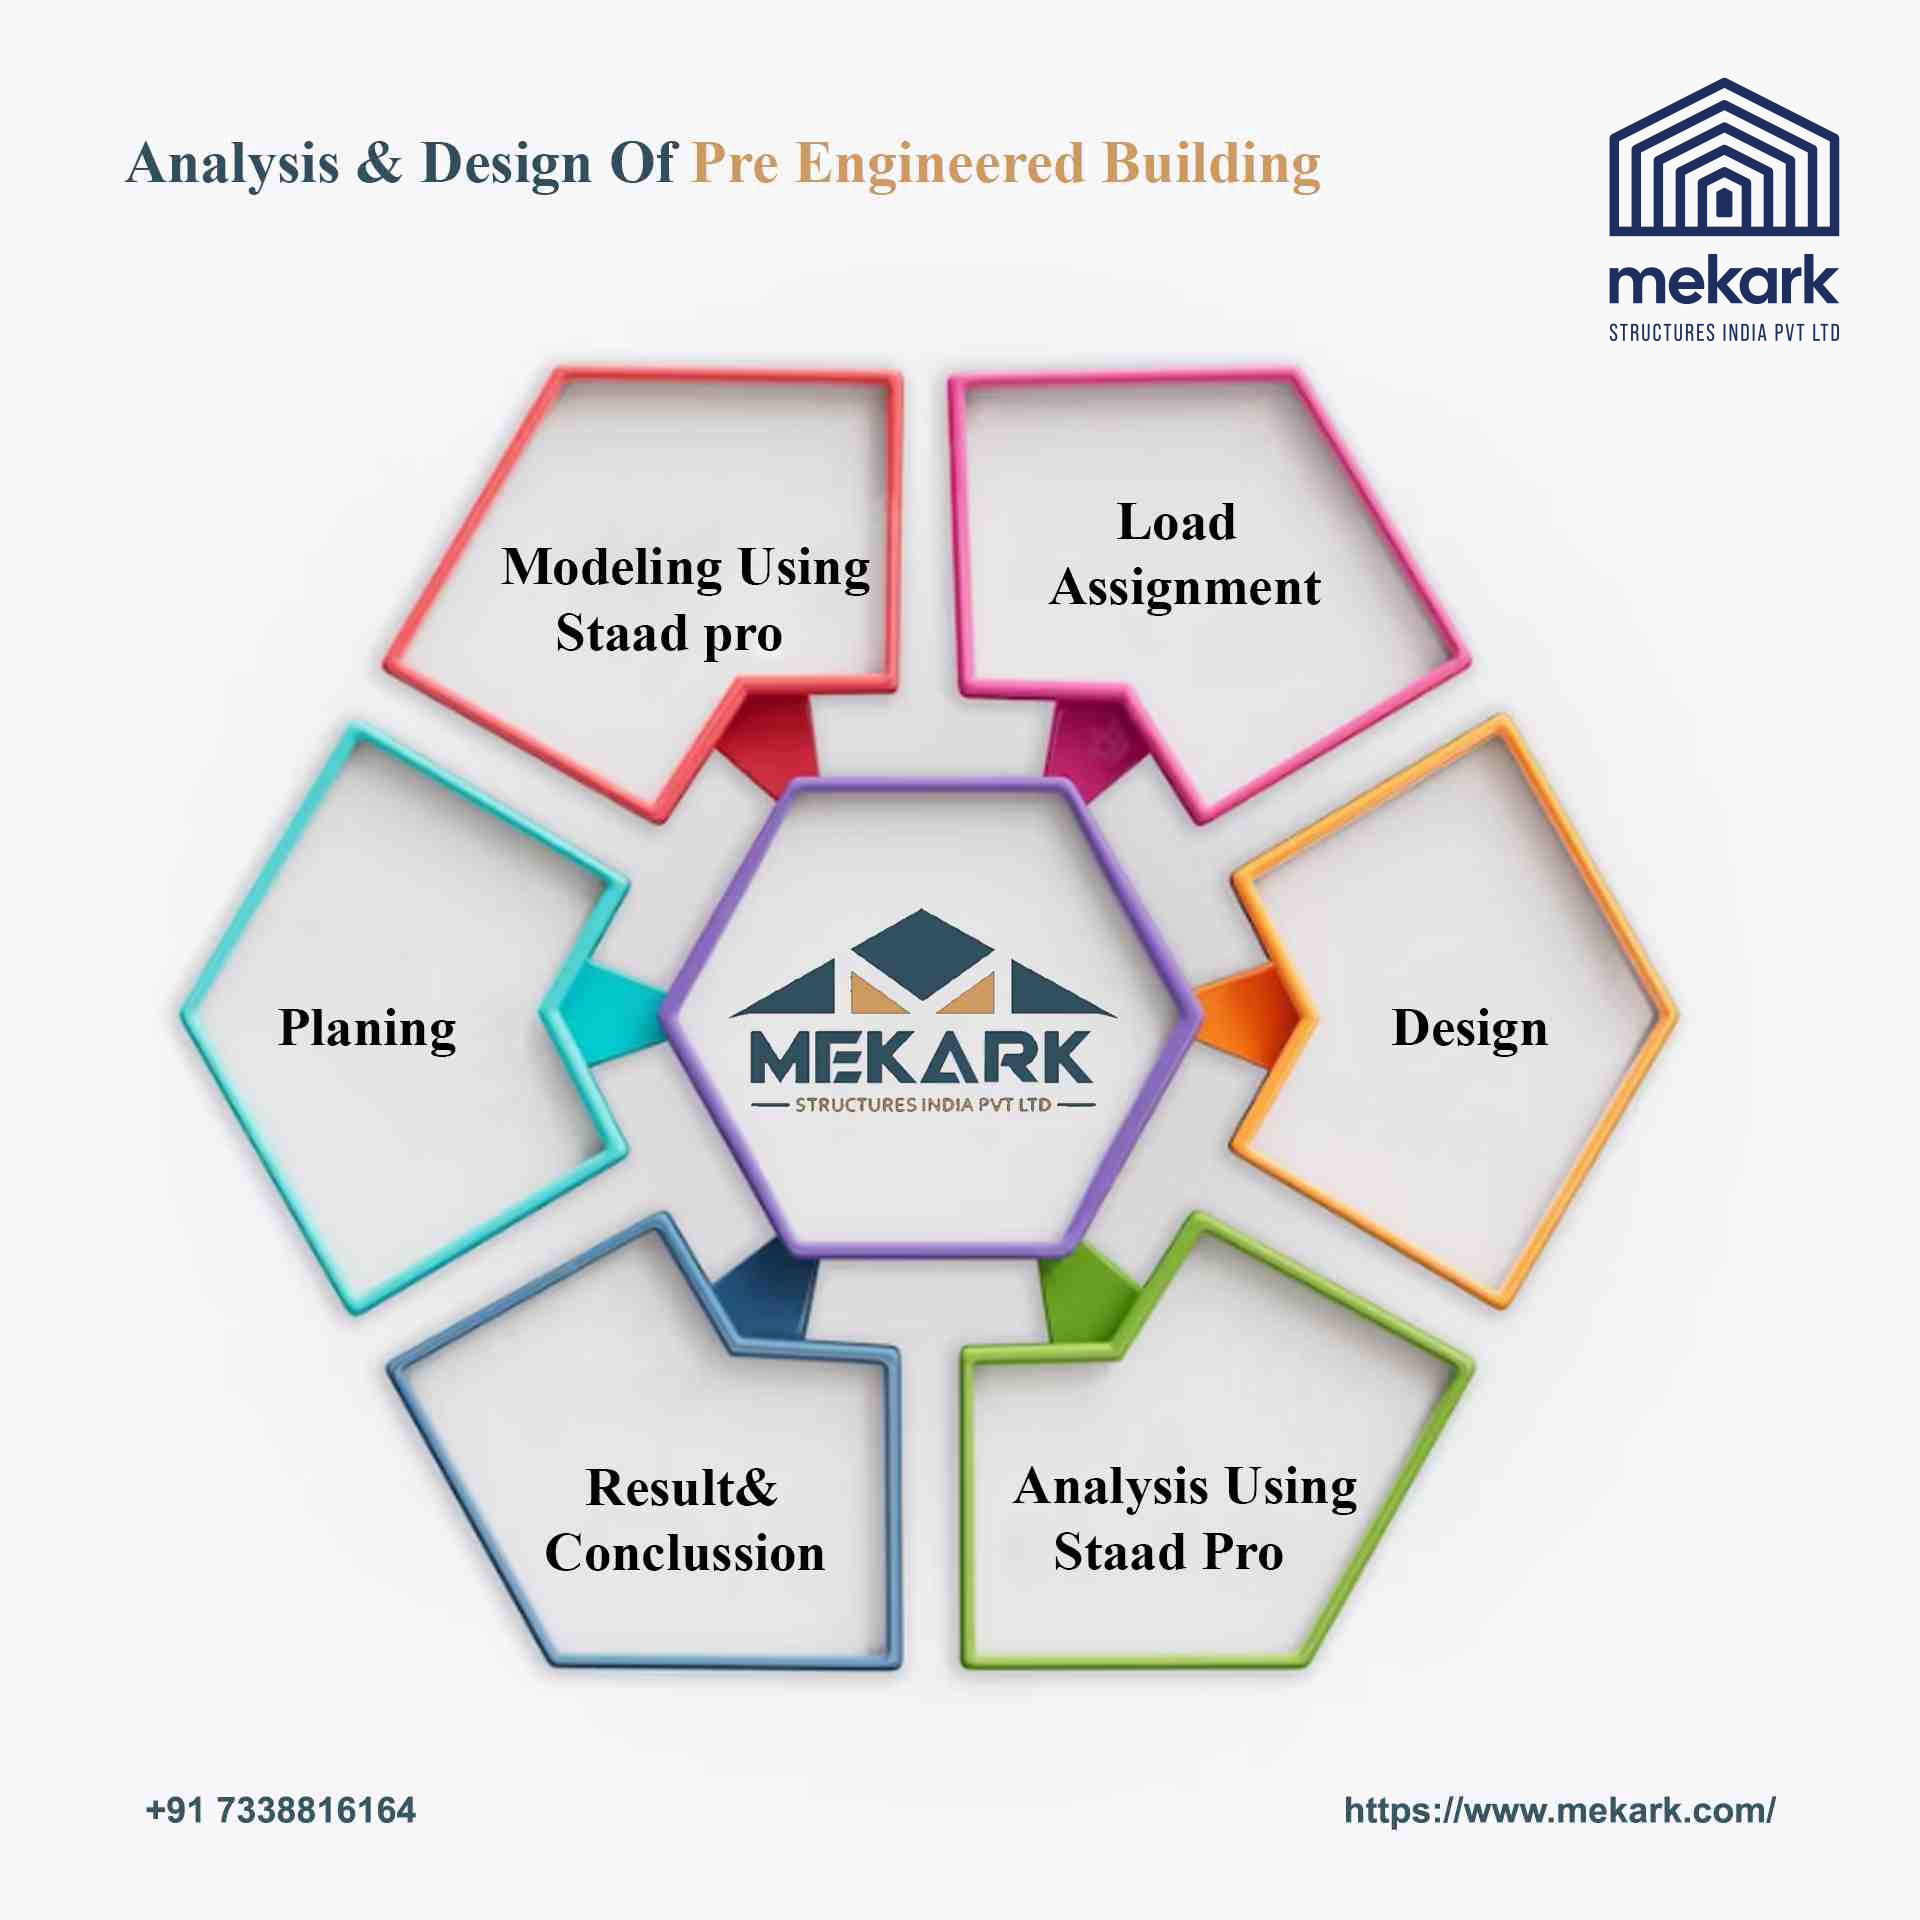 Analysis & Design Of Pre Engineered Building
mekark
STRUCTURES INDIA PVT LTD
Modeling Using
Staad pro
Load
Assignment
Planing
MEKARK
STRUCTURES INDIA PVT LTD
Design
Result&
Conclussion
Analysis Using
Staad Pro
+91 7338816164
https://www.mekark.com/